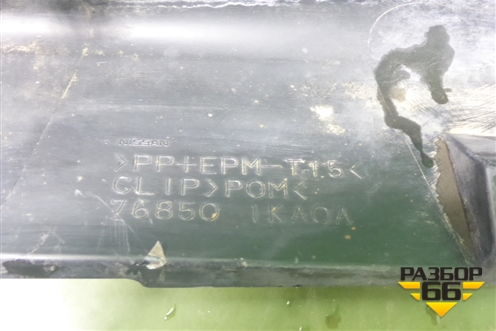 NISSAN
>PP+EPM-T15<
CLIP>POM<
76850 1KA0A
РАЗБОР
66